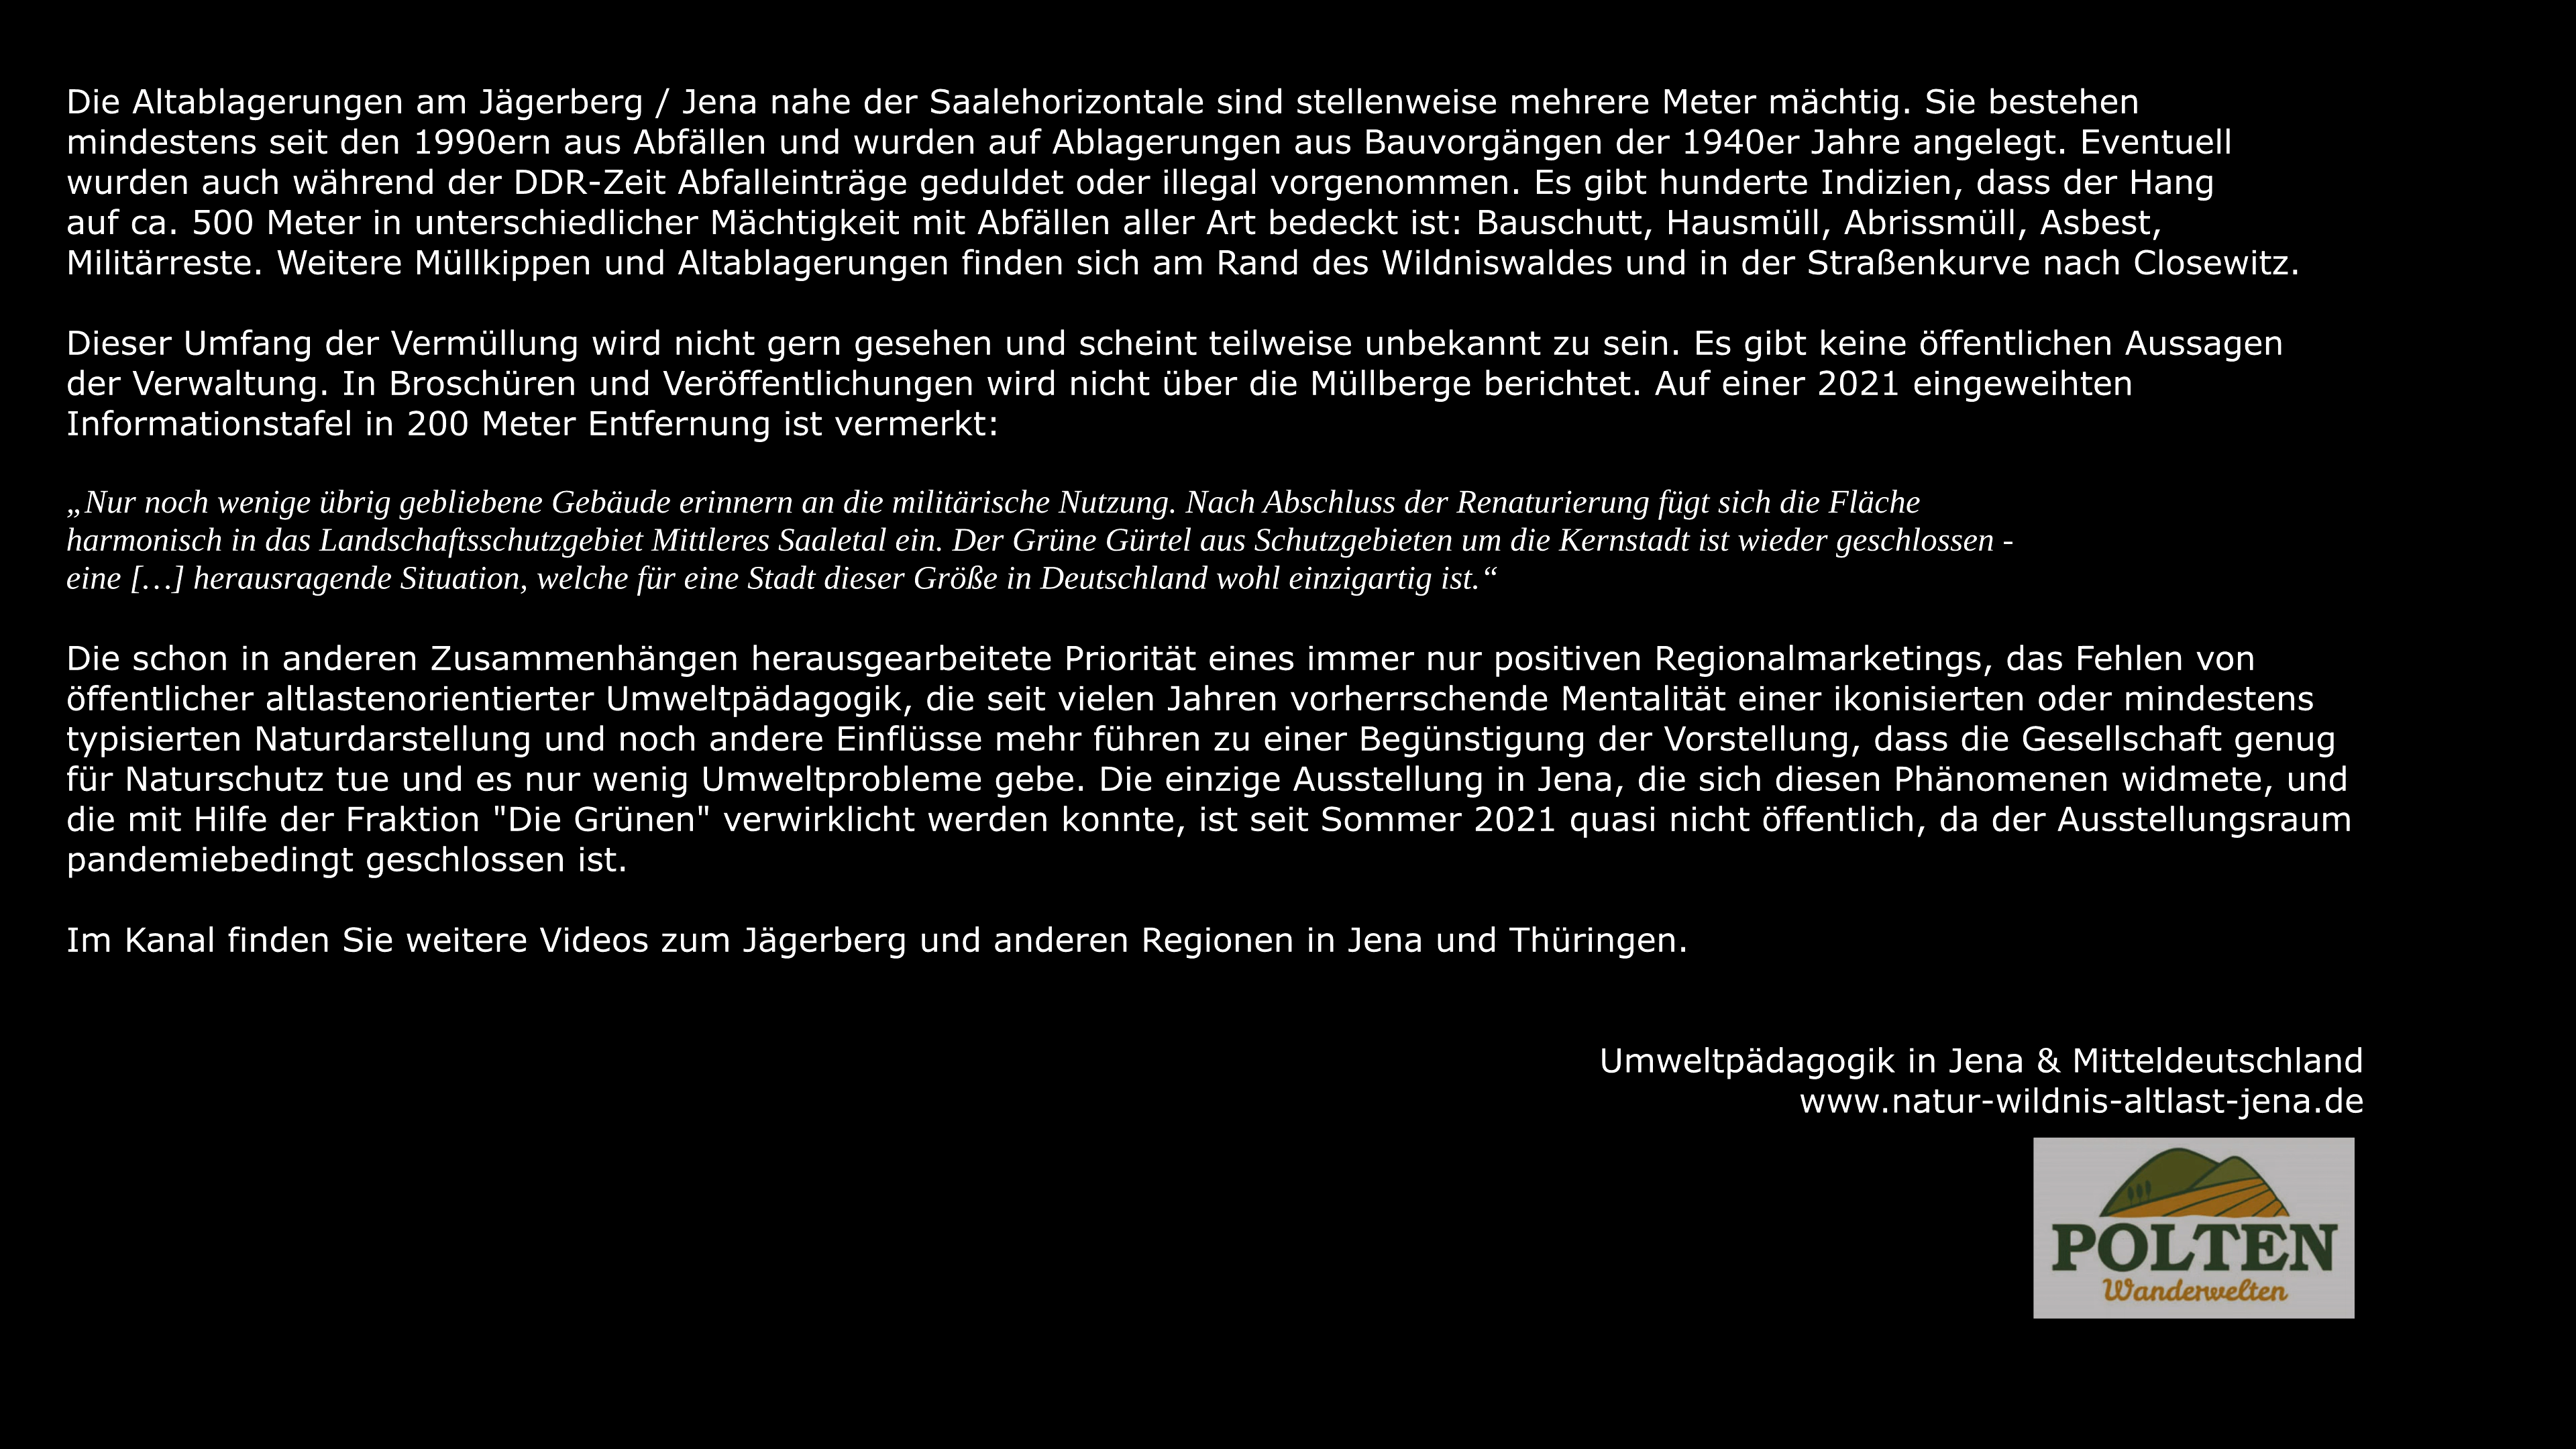 Die Altablagerungen am Jägerberg / Jena nahe der Saalehorizontale sind stellenweise mehrere Meter mächtig. Sie bestehen
mindestens seit den 1990ern aus Abfällen und wurden auf Ablagerungen aus Bauvorgängen der 1940er Jahre angelegt. Eventuell
wurden auch während der DDR-Zeit Abfalleinträge geduldet oder illegal vorgenommen. Es gibt hunderte Indizien, dass der Hang
auf ca. 500 Meter in unterschiedlicher Mächtigkeit mit Abfällen aller Art bedeckt ist: Bauschutt, Hausmüll, Abrissmüll, Asbest,
Militärreste. Weitere Müllkippen und Altablagerungen finden sich am Rand des Wildniswaldes und in der Straßenkurve nach Closewitz.
Dieser Umfang der Vermüllung wird nicht gern gesehen und scheint teilweise unbekannt zu sein. Es gibt keine öffentlichen Aussagen
der Verwaltung. In Broschüren und Veröffentlichungen wird nicht über die Müllberge berichtet. Auf einer 2021 eingeweihten
Informationstafel in 200 Meter Entfernung ist vermerkt:
„Nur noch wenige übrig gebliebene Gebäude erinnern an die militärische Nutzung. Nach Abschluss der Renaturierung fügt sich die Fläche
harmonisch in das Landschaftsschutzgebiet Mittleres Saaletal ein. Der Grüne Gürtel aus Schutzgebieten um die Kernstadt ist wieder geschlossen -
eine […] herausragende Situation, welche für eine Stadt dieser Größe in Deutschland wohl einzigartig ist.“
Die schon in anderen Zusammenhängen herausgearbeitete Priorität eines immer nur positiven Regionalmarketings, das Fehlen von
öffentlicher altlastenorientierter Umweltpädagogik, die seit vielen Jahren vorherrschende Mentalität einer ikonisierten oder mindestens
typisierten Naturdarstellung und noch andere Einflüsse mehr führen zu einer Begünstigung der Vorstellung, dass die Gesellschaft genug
für Naturschutz tue und es nur wenig Umweltprobleme gebe. Die einzige Ausstellung in Jena, die sich diesen Phänomenen widmete, und
die mit Hilfe der Fraktion "Die Grünen" verwirklicht werden konnte, ist seit Sommer 2021 quasi nicht öffentlich, da der Ausstellungsraum
pandemiebedingt geschlossen ist.
Im Kanal finden Sie weitere Videos zum Jägerberg und anderen Regionen in Jena und Thüringen.
Umweltpädagogik in Jena & Mitteldeutschland
www.natur-wildnis-altlast-jena.de
POLTEN
Wanderwelten